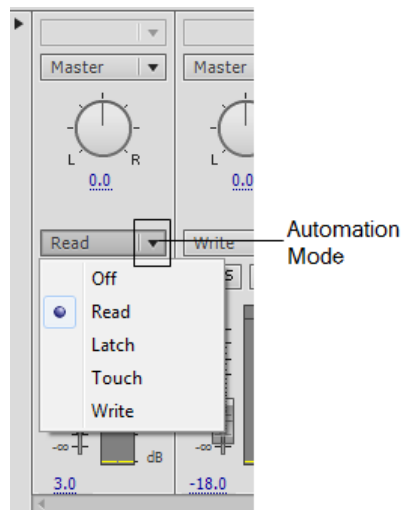 Master Master
L R L
0.0 0.0
Read Write
Automation
Mode
Off
S
Read
Latch
Touch
Write
-∞ dB -∞
3.0 -18.0